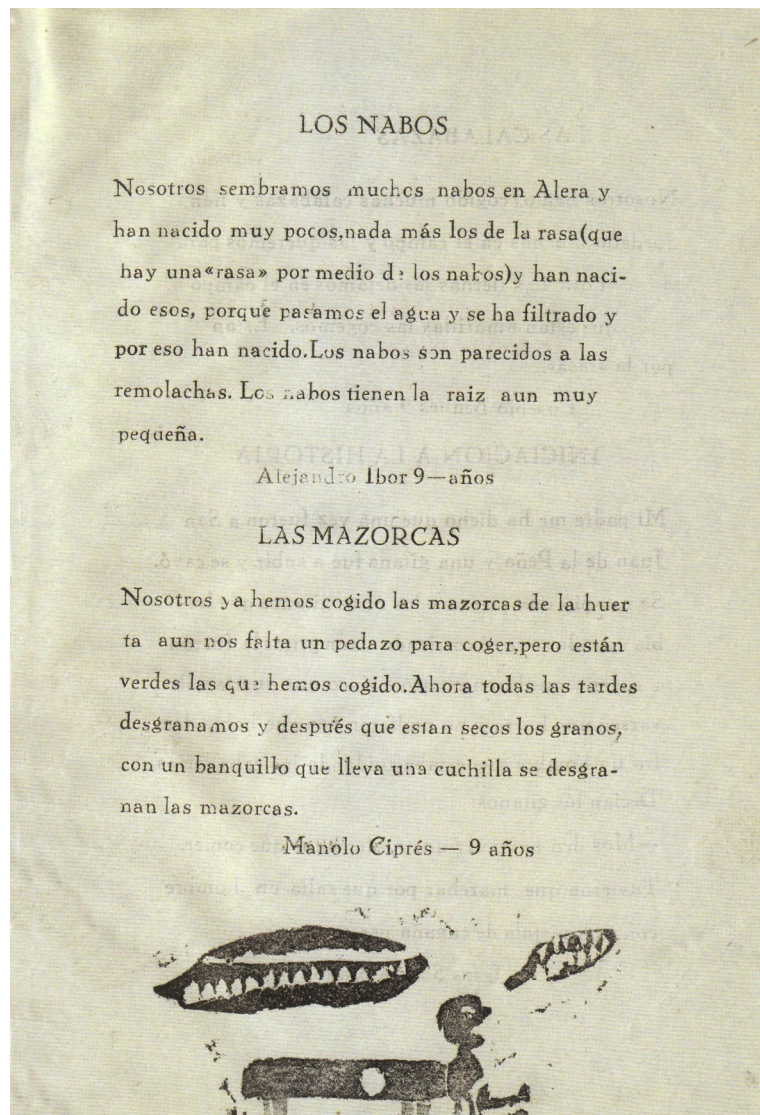 LOS NABOS
Nosotros sembramos muchos nabos en Alera y
han nacido muy pocos,nada más los de la rasa(que
hay una«rasa» por medio de los nabos)y han naci-
do esos, porque pasamos el agua y se ha filtrado y
por eso han nacido.Los nabos son parecidos a las
remolachas. Los nabos tienen la raiz aun muy
pequeña.
Alejandro Ibor 9—años
LAS MAZORCAS
Nosotros ya hemos cogido las mazorcas de la huer
ta aun nos falta un pedazo para coger,pero están
verdes las que hemos cogido.Ahora todas las tardes
desgranamos y después que estan secos los granos,
con un banquillo que lleva una cuchilla se desgra-
nan las mazorcas.
Manolo Ciprés — 9 años